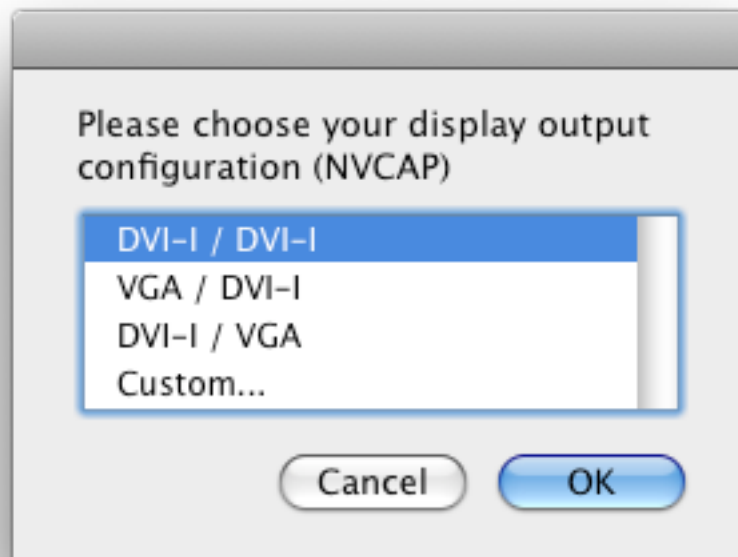 Please choose your display output
configuration (NVCAP)
DVI-I / DVI-I
VGA / DVI-I
DVI-I / VGA
Custom...
Cancel
OK